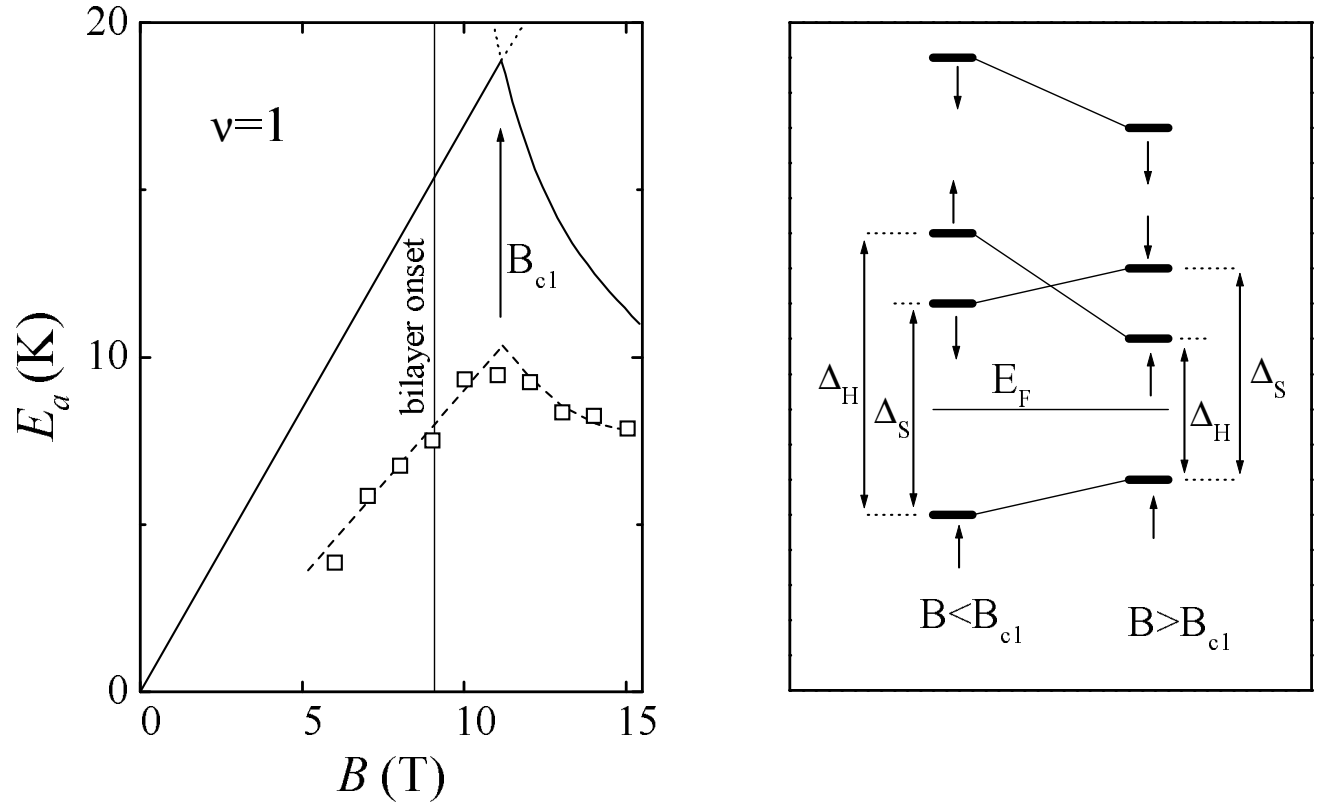 20
10
0
E_a (K)
ν=1
bilayer onset
B_c1
0 5 10 15
B (T)
Δ_H
Δ_S
E_F
Δ_H
Δ_S
B<B_c1
B>B_c1